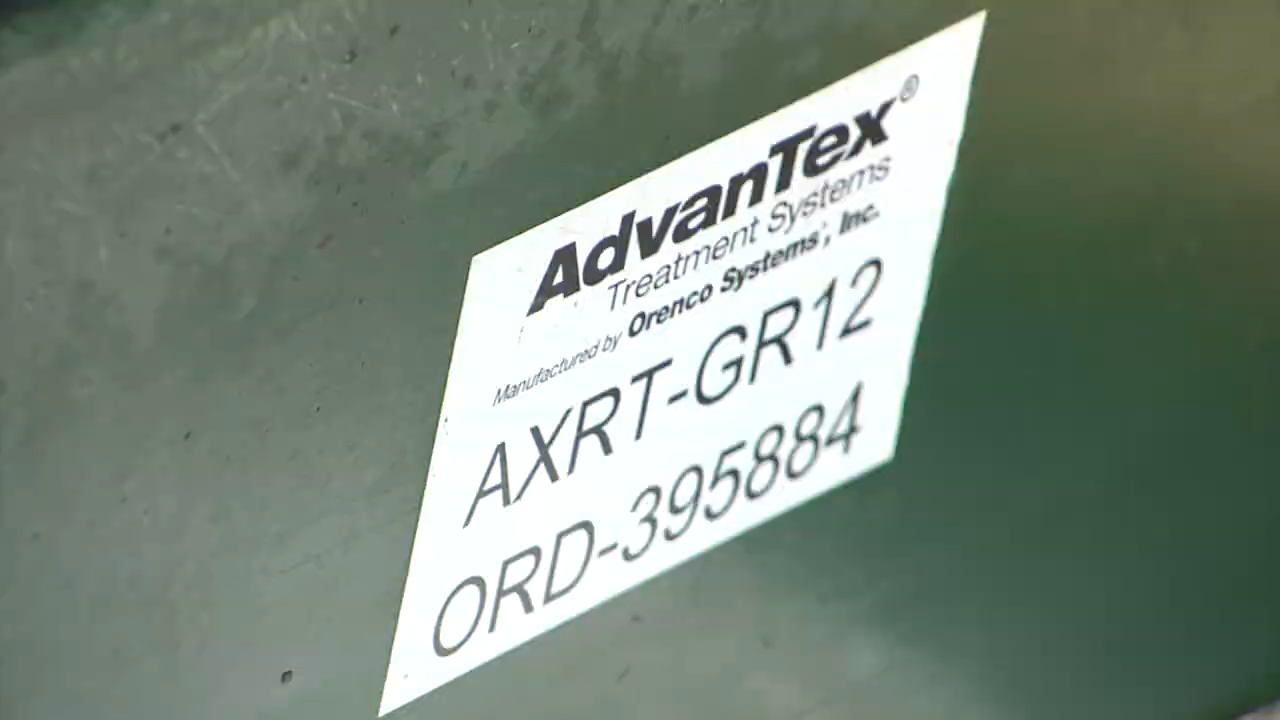 AdvanTex®
Treatment Systems
Manufactured by Orenco Systems®, Inc.
AXRT-GR12
ORD-395884